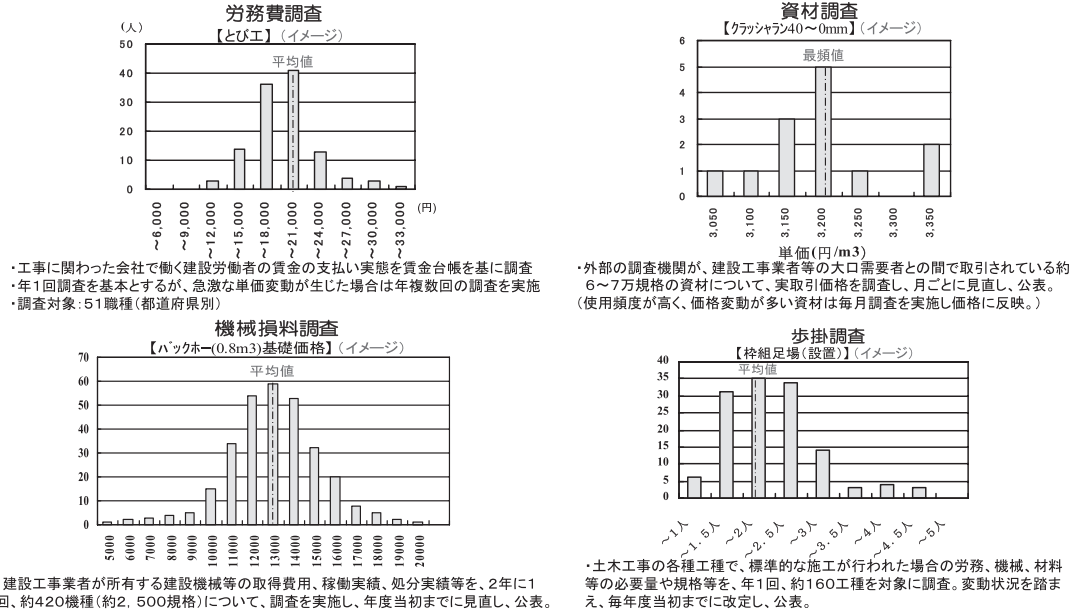 労務費調査
(人)
【とび工】(イメージ)
平均値
50
40
30
20
10
0
～6,000
～9,000
～12,000
～15,000
～18,000
～21,000
～24,000
～27,000
～30,000
～33,000
(円)
・工事に関わった会社で働く建設労働者の賃金の支払い実態を賃金台帳を基に調査
・年1回調査を基本とするが、急激な単価変動が生じた場合は年複数回の調査を実施
・調査対象：51職種（都道府県別）
資材調査
【クラッシャラン40～0mm】(イメージ)
最頻値
6
5
4
3
2
1
0
3,050
3,100
3,150
3,200
3,250
3,300
3,350
単価(円/m3)
・外部の調査機関が、建設工事業者等の大口需要者との間で取引されている約
6～7万規格の資材について、実取引価格を調査し、月ごとに見直し、公表。
（使用頻度が高く、価格変動が多い資材は毎月調査を実施し価格に反映。）
機械損料調査
【バックホー(0.8m3)基礎価格】(イメージ)
平均値
70
60
50
40
30
20
10
0
5000
6000
7000
8000
9000
10000
11000
12000
13000
14000
15000
16000
17000
18000
19000
20000
建設工事業者が所有する建設機械等の取得費用、稼働実績、処分実績等を、2年に1
回、約420機種（約2，500規格）について、調査を実施し、年度当初までに見直し、公表。
歩掛調査
【枠組足場（設置）】(イメージ)
平均値
40
35
30
25
20
15
10
5
0
～1人
～1.5人
～2人
～2.5人
～3人
～3.5人
～4人
～4.5人
～5人
・土木工事の各種工種で、標準的な施工が行われた場合の労務、機械、材料
等の必要量や規格等を、年1回、約160工種を対象に調査。変動状況を踏ま
え、毎年度当初までに改定し、公表。